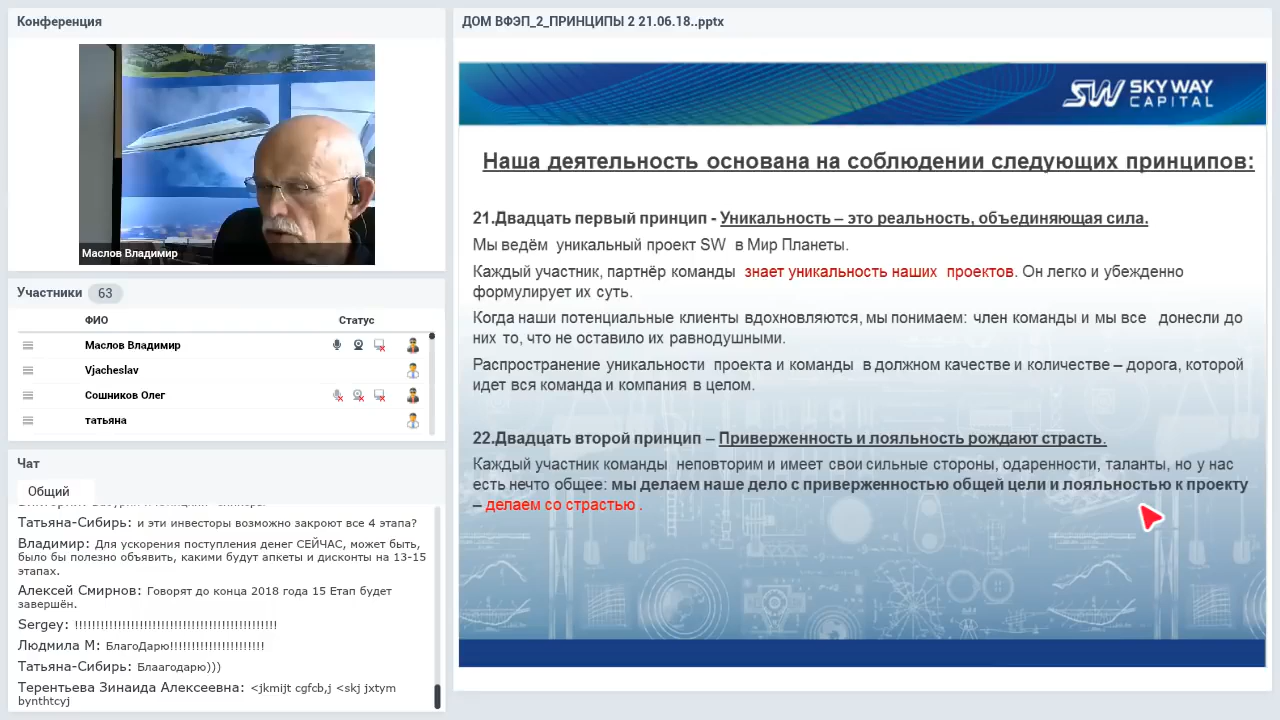 Конференция
Маслов Владимир
Участники 63
ФИО Статус
Маслов Владимир
Vjacheslav
Сошников Олег
татьяна
Чат
Общий
Татьяна-Сибирь: и эти инвесторы возможно закроют все 4 этапа?
Владимир: Для ускорения поступления денег СЕЙЧАС, может быть,
было бы полезно объявить, какими будут апкеты и дисконты на 13-15
этапах.
Алексей Смирнов: Говорят до конца 2018 года 15 Етап будет
завершён.
Sergey: !!!!!!!!!!!!!!!!!!!!!!!!!!!!!!!!!!!!!!!!!!!!!!!
Людмила М: БлагоДарю!!!!!!!!!!!!!!!!!!!!!!
Татьяна-Сибирь: Блаагодарю)))
Терентьева Зинаида Алексеевна: <jkmijt cgfcb,j <skj jxtym
bynthtcyj
ДОМ ВФЭП_2_ПРИНЦИПЫ 2 21.06.18..pptx
SW SKY WAY
CAPITAL
Наша деятельность основана на соблюдении следующих принципов:
21.Двадцать первый принцип - Уникальность – это реальность, объединяющая сила.
Мы ведём уникальный проект SW в Мир Планеты.
Каждый участник, партнёр команды знает уникальность наших проектов. Он легко и убежденно
формулирует их суть.
Когда наши потенциальные клиенты вдохновляются, мы понимаем: член команды и мы все донесли до
них то, что не оставило их равнодушными.
Распространение уникальности проекта и команды в должном качестве и количестве – дорога, которой
идет вся команда и компания в целом.
22.Двадцать второй принцип – Приверженность и лояльность рождают страсть.
Каждый участник команды неповторим и имеет свои сильные стороны, одаренности, таланты, но у нас
есть нечто общее: мы делаем наше дело с приверженностью общей цели и лояльностью к проекту
– делаем со страстью .